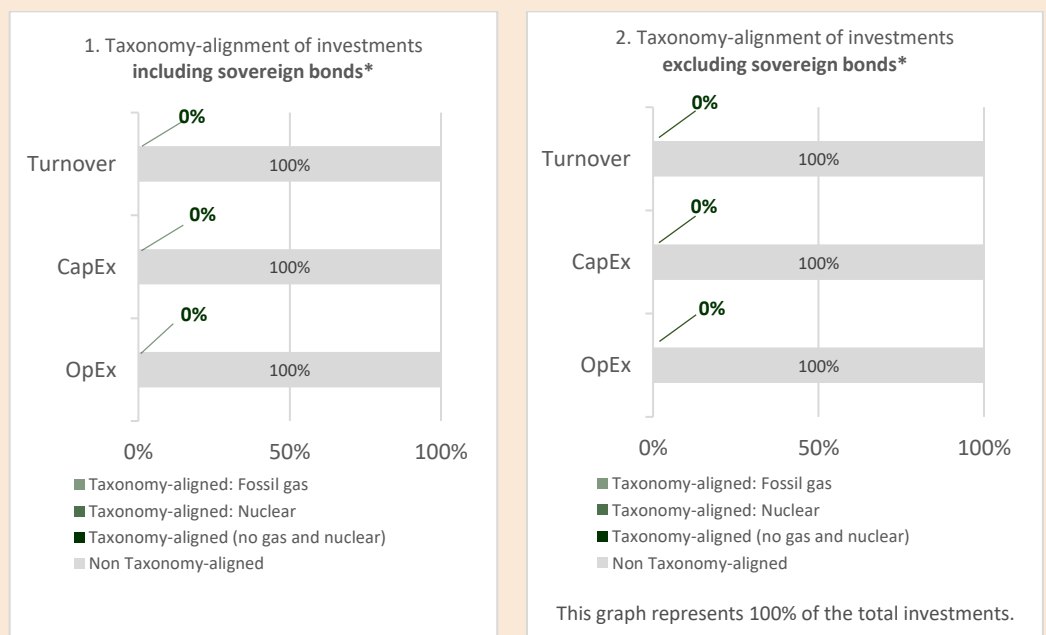 1. Taxonomy-alignment of investments
including sovereign bonds*
0%
Turnover
100%
0%
CapEx
100%
0%
OpEx
100%
0%
50%
100%
Taxonomy-aligned: Fossil gas
Taxonomy-aligned: Nuclear
Taxonomy-aligned (no gas and nuclear)
Non Taxonomy-aligned
2. Taxonomy-alignment of investments
excluding sovereign bonds*
0%
Turnover
100%
0%
CapEx
100%
0%
OpEx
100%
0%
50%
100%
Taxonomy-aligned: Fossil gas
Taxonomy-aligned: Nuclear
Taxonomy-aligned (no gas and nuclear)
Non Taxonomy-aligned
This graph represents 100% of the total investments.